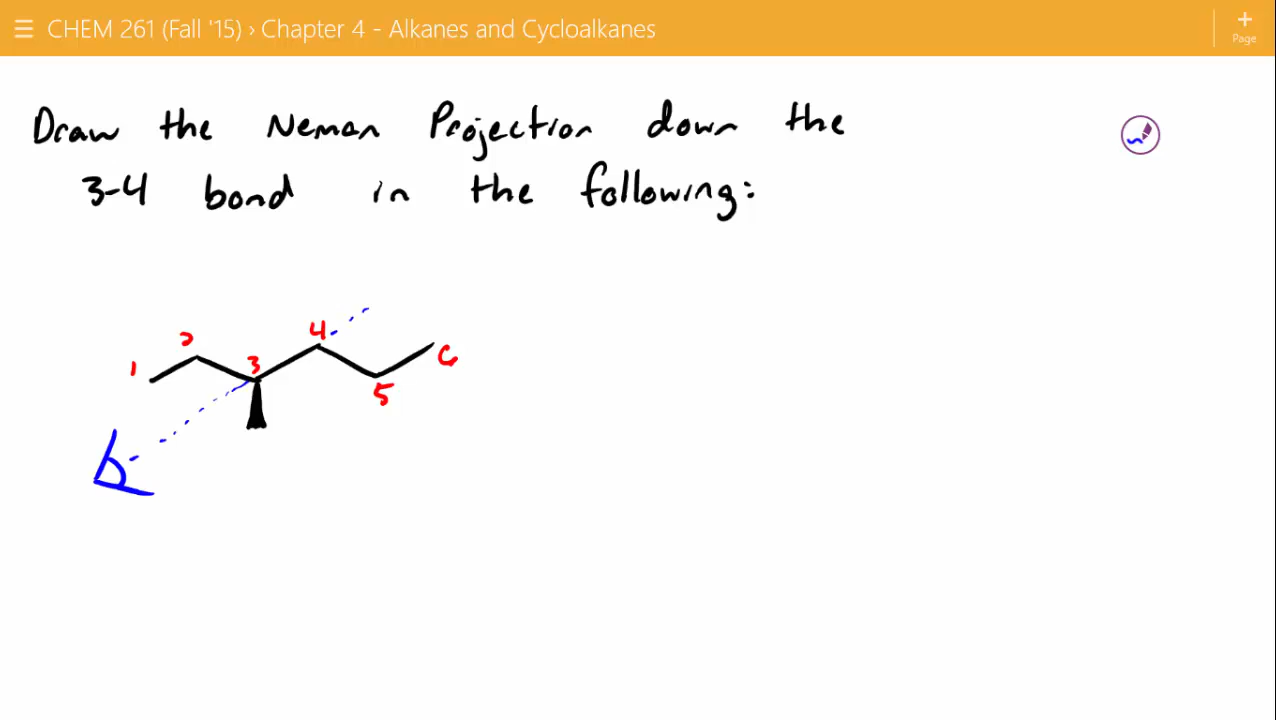 CHEM 261 (Fall '15) › Chapter 4 - Alkanes and Cycloalkanes
Page
Draw the Neman Projection down the
3-4 bond in the following:
1 2 3 4 5 6